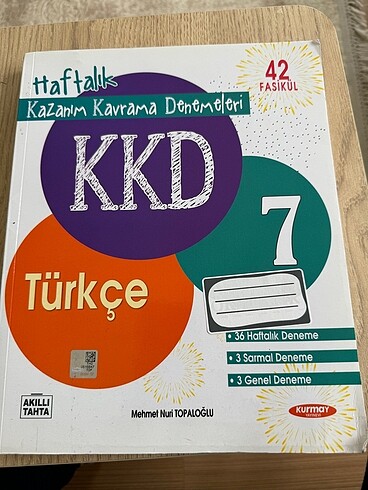 Haftalık
Kazanım Kavrama Denemeleri
42
FASİKÜL
KKD
7
Türkçe
• 36 Haftalık Deneme
• 3 Sarmal Deneme
• 3 Genel Deneme
AKILLI
TAHTA
Mehmet Nuri TOPALOĞLU
kurmay